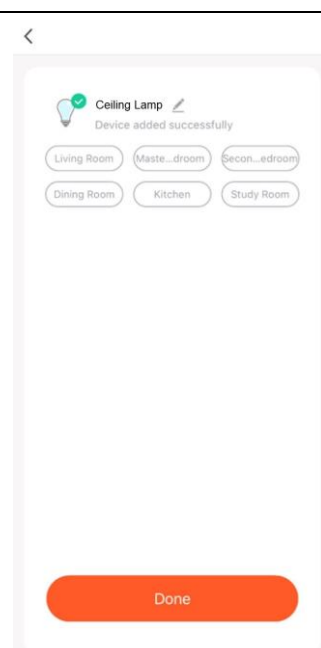 Ceiling Lamp
Device added successfully
Living Room Maste...droom Secon...edroom
Dining Room Kitchen Study Room
Done